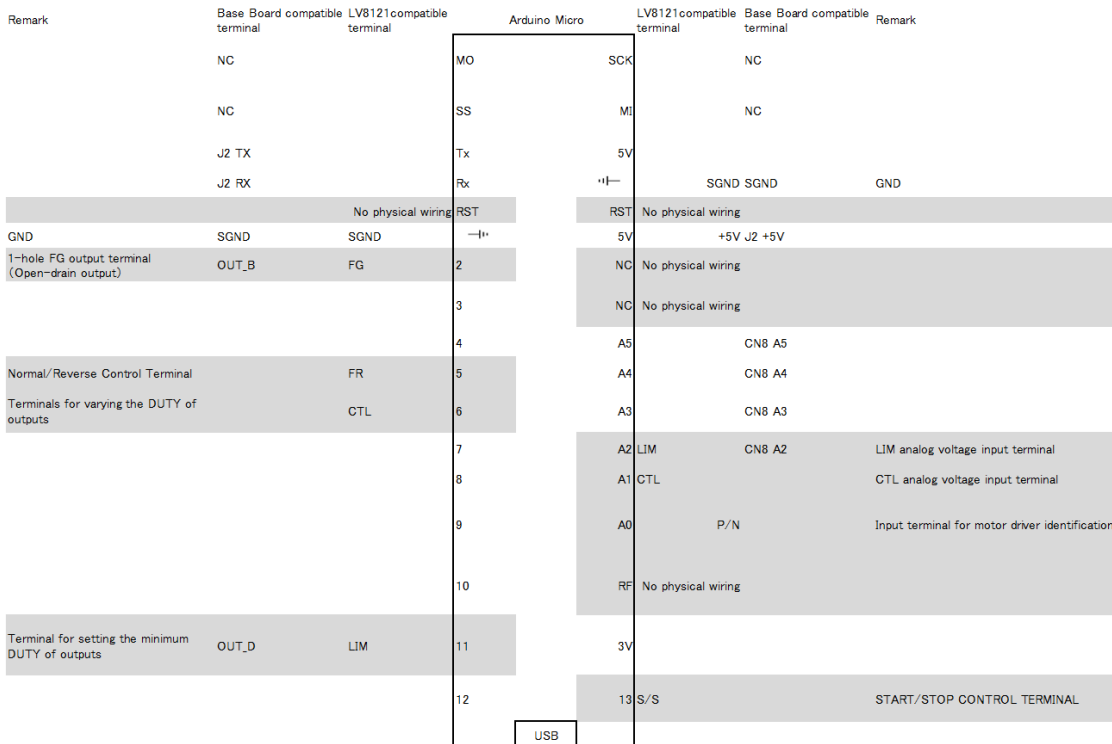 Remark Base Board compatible terminal LV8121compatible terminal Arduino Micro LV8121compatible terminal Base Board compatible terminal Remark
NC MO SCK NC
NC SS MI NC
J2 TX Tx 5V
J2 RX Rx SGND SGND GND
No physical wiring RST RST No physical wiring
GND SGND SGND 5V +5V J2 +5V
1-hole FG output terminal
(Open-drain output) OUT_B FG 2 NC No physical wiring
3 NC No physical wiring
4 A5 CN8 A5
Normal/Reverse Control Terminal FR 5 A4 CN8 A4
Terminals for varying the DUTY of
outputs CTL 6 A3 CN8 A3
7 A2 LIM CN8 A2 LIM analog voltage input terminal
8 A1 CTL CTL analog voltage input terminal
9 A0 P/N Input terminal for motor driver identification
10 RF No physical wiring
Terminal for setting the minimum
DUTY of outputs OUT_D LIM 11 3V
12 13 S/S START/STOP CONTROL TERMINAL
USB